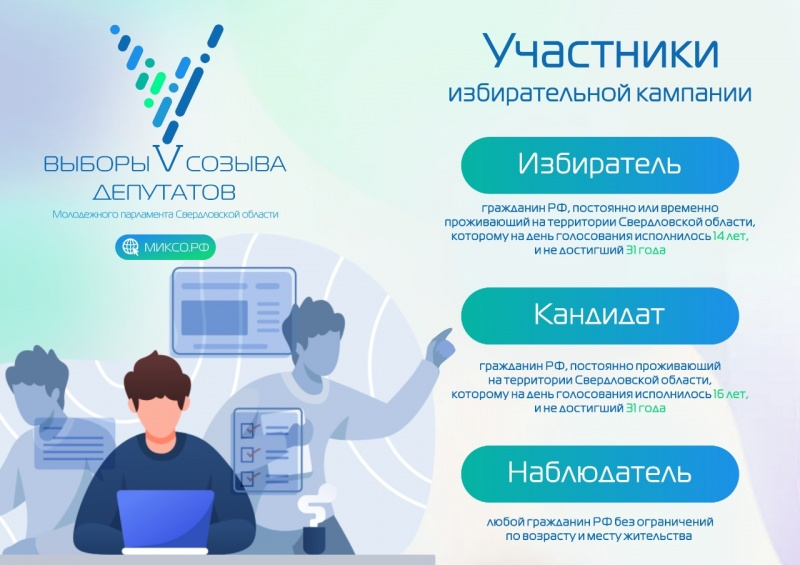 ВЫБОРЫ V СОЗЫВА
ДЕПУТАТОВ
Молодежного парламента Свердловской области
МИКСО.РФ
Участники
избирательной кампании
Избиратель
гражданин РФ, постоянно или временно
проживающий на территории Свердловской области,
которому на день голосования исполнилось 14 лет,
и не достигший 31 года
Кандидат
гражданин РФ, постоянно проживающий
на территории Свердловской области,
которому на день голосования исполнилось 16 лет,
и не достигший 31 года
Наблюдатель
любой гражданин РФ без ограничений
по возрасту и месту жительства